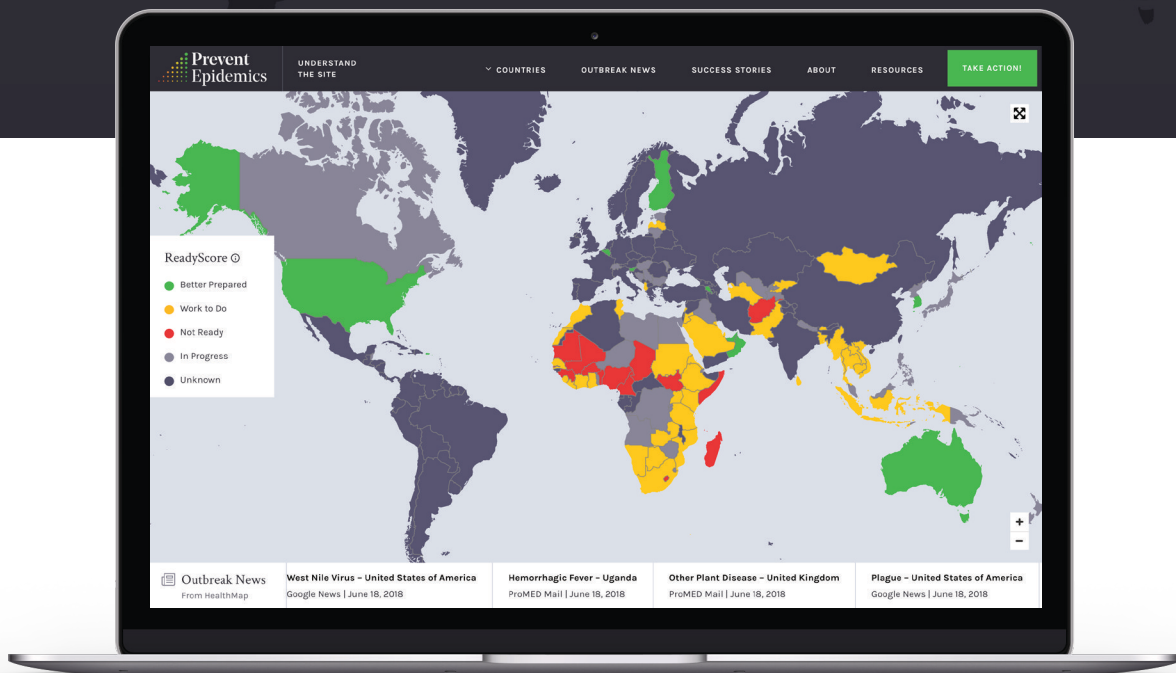 Prevent
Epidemics
UNDERSTAND
THE SITE
COUNTRIES
OUTBREAK NEWS
SUCCESS STORIES
ABOUT
RESOURCES
TAKE ACTION!
ReadyScore
Better Prepared
Work to Do
Not Ready
In Progress
Unknown
+
−
Outbreak News
From HealthMap
West Nile Virus – United States of America
Google News | June 18, 2018
Hemorrhagic Fever – Uganda
ProMED Mail | June 18, 2018
Other Plant Disease – United Kingdom
ProMED Mail | June 18, 2018
Plague – United States of America
Google News | June 18, 2018